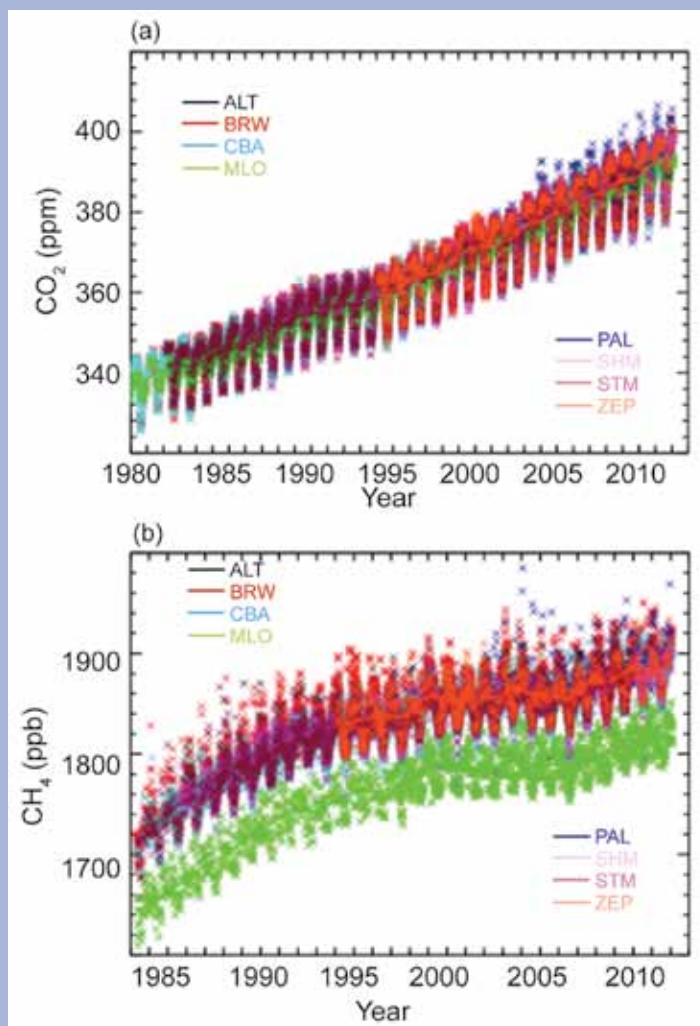 (a)
ALT
BRW
CBA
MLO
400
380
360
340
CO₂ (ppm)
PAL
SHM
STM
ZEP
1980 1985 1990 1995 2000 2005 2010
Year
(b)
ALT
BRW
CBA
MLO
1900
1800
1700
CH₄ (ppb)
PAL
SHM
STM
ZEP
1985 1990 1995 2000 2005 2010
Year